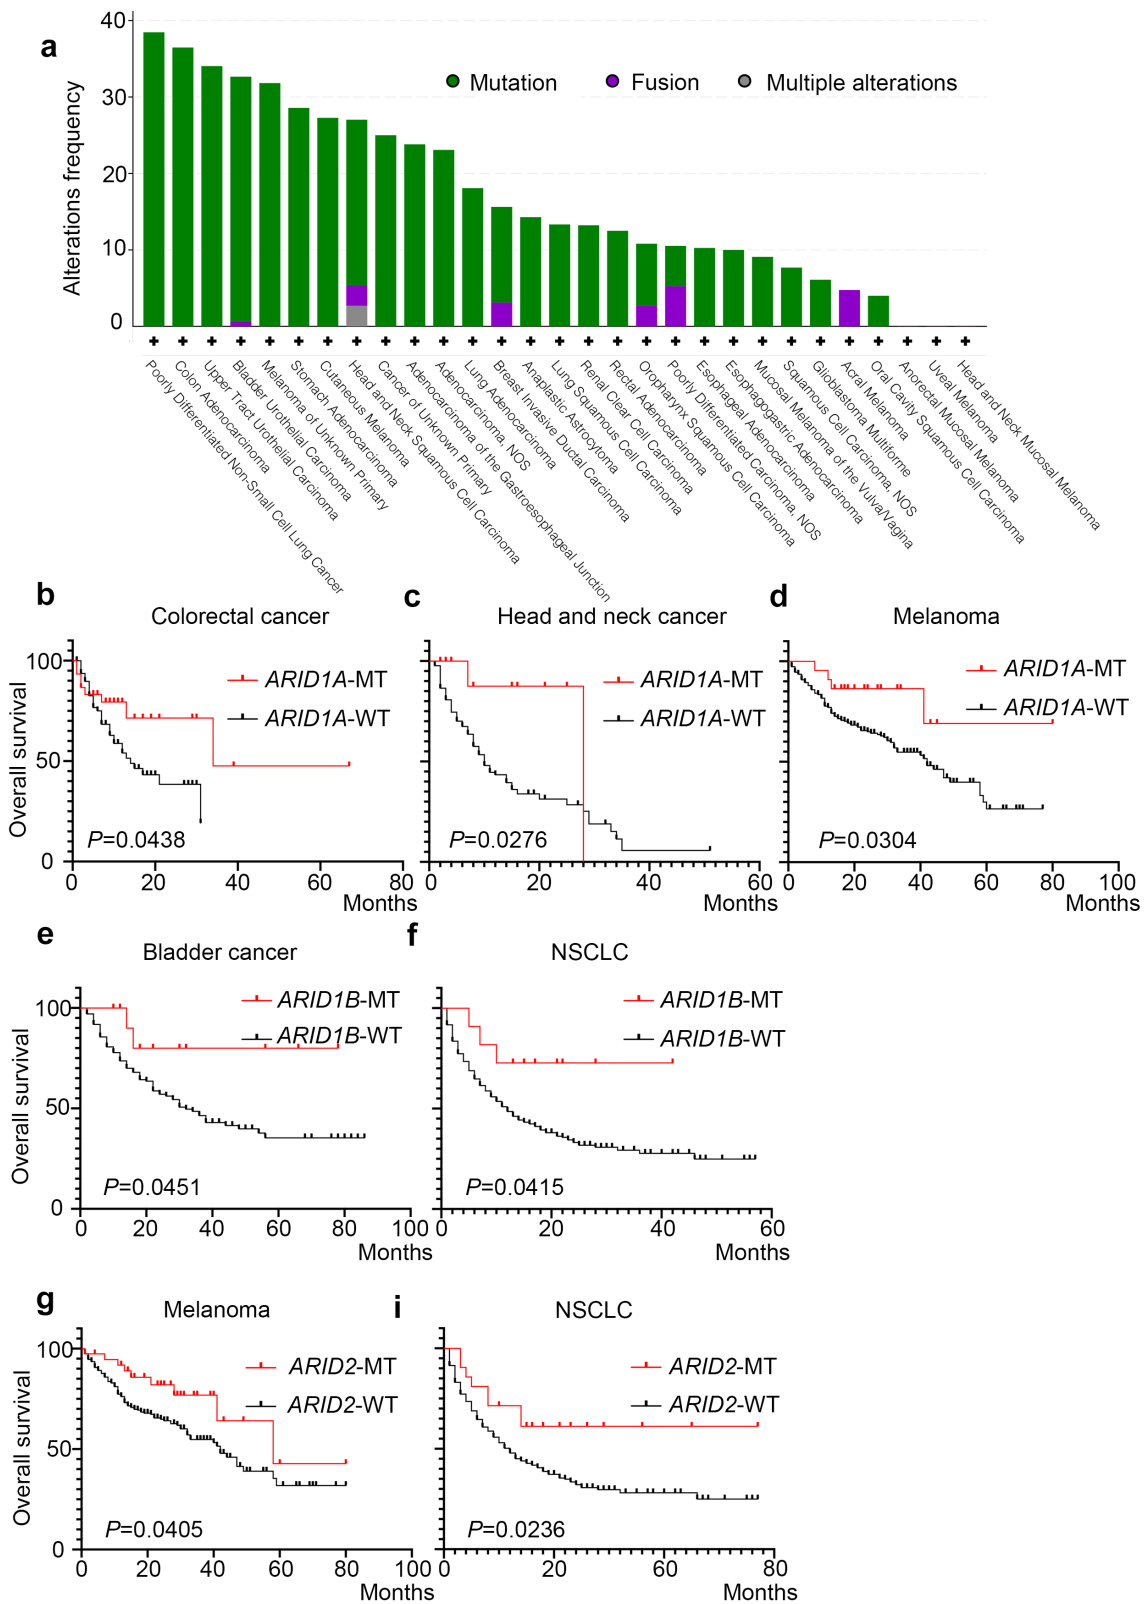 a
Alterations frequency
40
30
20
10
0
Mutation
Fusion
Multiple alterations
Poorly Differentiated Non-Small Cell Lung Cancer
Colon Adenocarcinoma
Upper Tract Urothelial Carcinoma
Bladder Urothelial Carcinoma
Melanoma of Unknown Primary
Stomach Adenocarcinoma
Cutaneous Melanoma
Head and Neck Squamous Cell Carcinoma
Cancer of Unknown Primary
Adenocarcinoma of the Gastroesophageal Junction
Adenocarcinoma, NOS
Lung Adenocarcinoma
Breast Invasive Ductal Carcinoma
Anaplastic Astrocytoma
Lung Squamous Cell Carcinoma
Renal Clear Cell Carcinoma
Rectal Adenocarcinoma
Oropharynx Squamous Cell Carcinoma
Poorly Differentiated Carcinoma, NOS
Esophageal Adenocarcinoma
Esophagogastric Adenocarcinoma
Mucosal Melanoma of the Vulva/Vagina
Squamous Cell Carcinoma, NOS
Glioblastoma Multiforme
Acral Melanoma
Oral Cavity Squamous Cell Carcinoma
Anorectal Mucosal Melanoma
Uveal Melanoma
Head and Neck Mucosal Melanoma
b
Colorectal cancer
Overall survival
100
50
0
ARID1A-MT
ARID1A-WT
P=0.0438
0 20 40 60 80
Months
c
Head and neck cancer
ARID1A-MT
ARID1A-WT
P=0.0276
0 20 40 60
Months
d
Melanoma
ARID1A-MT
ARID1A-WT
P=0.0304
0 20 40 60 80 100
Months
e
Bladder cancer
Overall survival
100
50
0
ARID1B-MT
ARID1B-WT
P=0.0451
0 20 40 60 80 100
Months
f
NSCLC
ARID1B-MT
ARID1B-WT
P=0.0415
0 20 40 60
Months
g
Melanoma
Overall survival
100
50
0
ARID2-MT
ARID2-WT
P=0.0405
0 20 40 60 80 100
Months
i
NSCLC
ARID2-MT
ARID2-WT
P=0.0236
0 20 40 60 80
Months